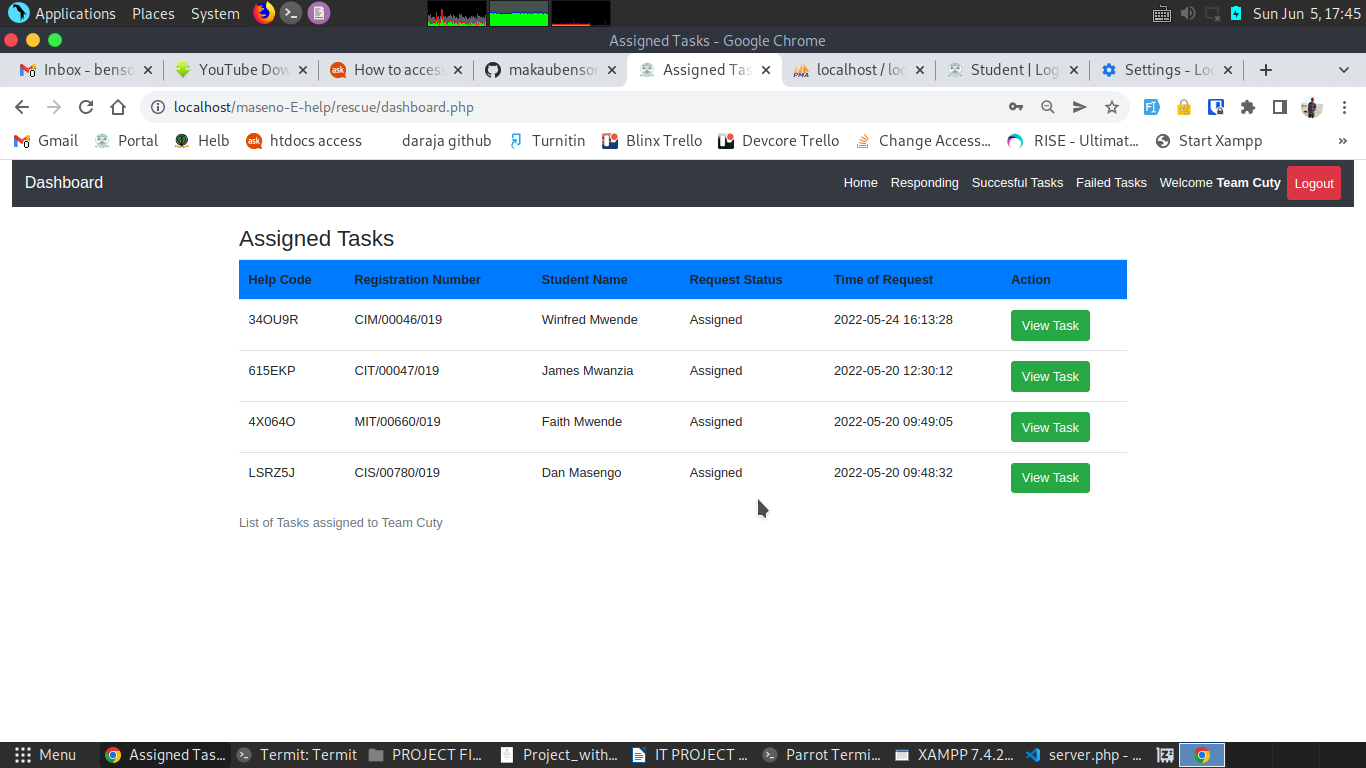 Applications Places System Sun Jun 5, 17:45
Assigned Tasks - Google Chrome
Inbox - benso YouTube Dow How to access makaubenson Assigned Tas localhost / loc Student | Log Settings - Loc
localhost/maseno-E-help/rescue/dashboard.php
Gmail Portal Helb htdocs access daraja github Turnitin Blinx Trello Devcore Trello Change Access... RISE - Ultimat... Start Xampp »
Dashboard Home Responding Succesful Tasks Failed Tasks Welcome Team Cuty Logout
Assigned Tasks
Help Code Registration Number Student Name Request Status Time of Request Action
34OU9R CIM/00046/019 Winfred Mwende Assigned 2022-05-24 16:13:28 View Task
615EKP CIT/00047/019 James Mwanzia Assigned 2022-05-20 12:30:12 View Task
4X064O MIT/00660/019 Faith Mwende Assigned 2022-05-20 09:49:05 View Task
LSRZ5J CIS/00780/019 Dan Masengo Assigned 2022-05-20 09:48:32 View Task
List of Tasks assigned to Team Cuty
Menu Assigned Tas... Termit: Termit PROJECT FI... Project_with... IT PROJECT ... Parrot Termi... XAMPP 7.4.2... server.php - ...